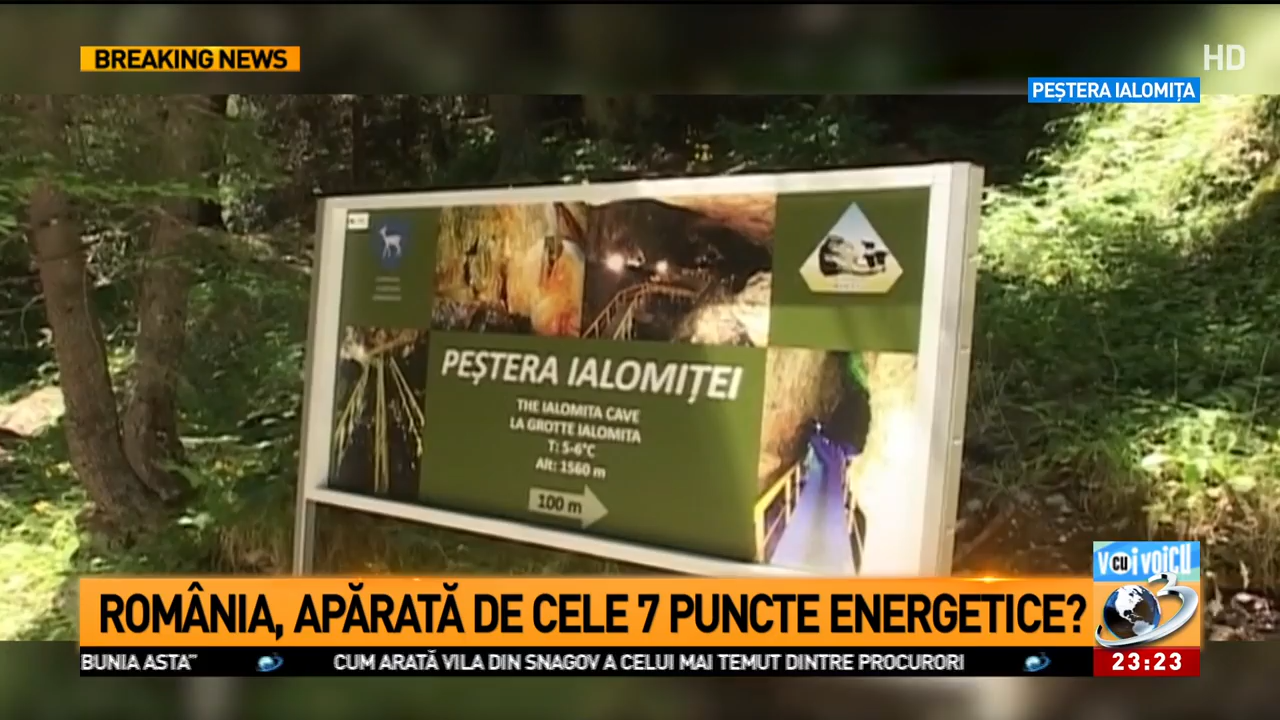 BREAKING NEWS
HD
PEȘTERA IALOMIȚA
PEȘTERA IALOMIȚEI
THE IALOMITA CAVE
LA GROTTE IALOMITA
T: 5-6°C
Alt: 1560 m
100 m
V cu i voicu
ROMÂNIA, APĂRATĂ DE CELE 7 PUNCTE ENERGETICE?
BUNIA ASTA"
CUM ARATĂ VILA DIN SNAGOV A CELUI MAI TEMUT DINTRE PROCURORI
23:23